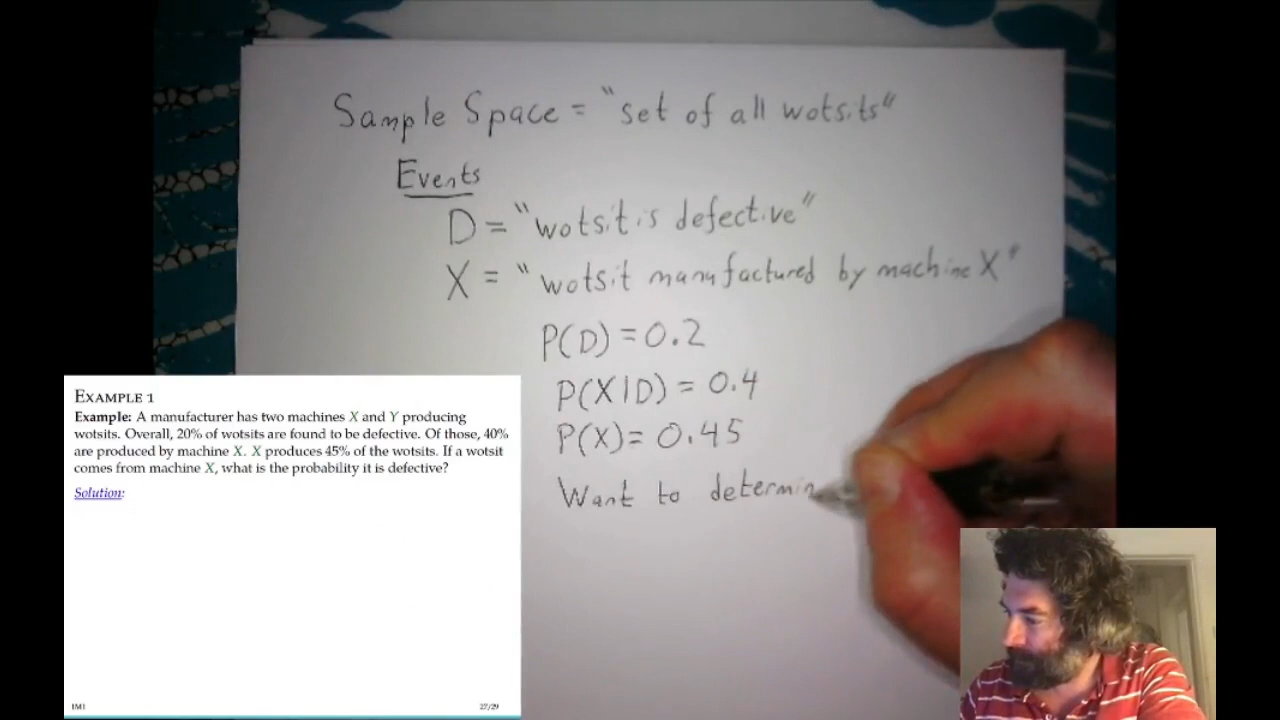 Sample Space = "set of all wotsits"
Events
D = "wotsit is defective"
X = "wotsit manufactured by machine X"
P(D) = 0.2
P(X|D) = 0.4
P(X) = 0.45
Want to determin
EXAMPLE 1
Example: A manufacturer has two machines X and Y producing
wotsits. Overall, 20% of wotsits are found to be defective. Of those, 40%
are produced by machine X. X produces 45% of the wotsits. If a wotsit
comes from machine X, what is the probability it is defective?
Solution:
IM1 27/29